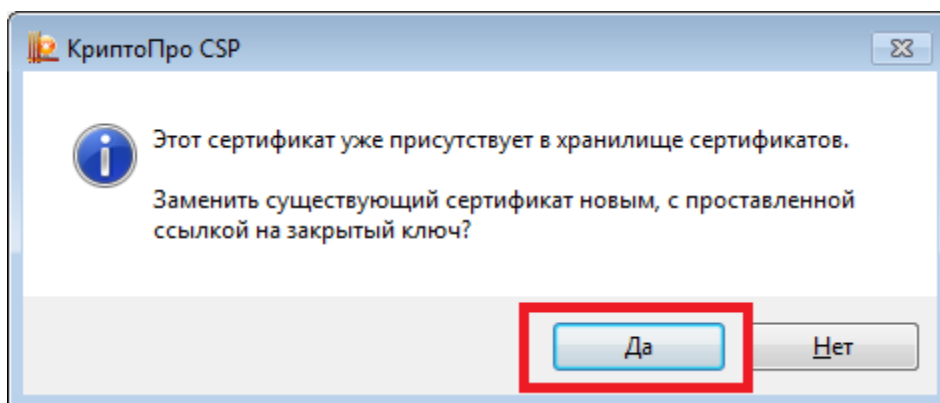 КриптоПро CSP
Этот сертификат уже присутствует в хранилище сертификатов.
Заменить существующий сертификат новым, с проставленной
ссылкой на закрытый ключ?
Да
Нет